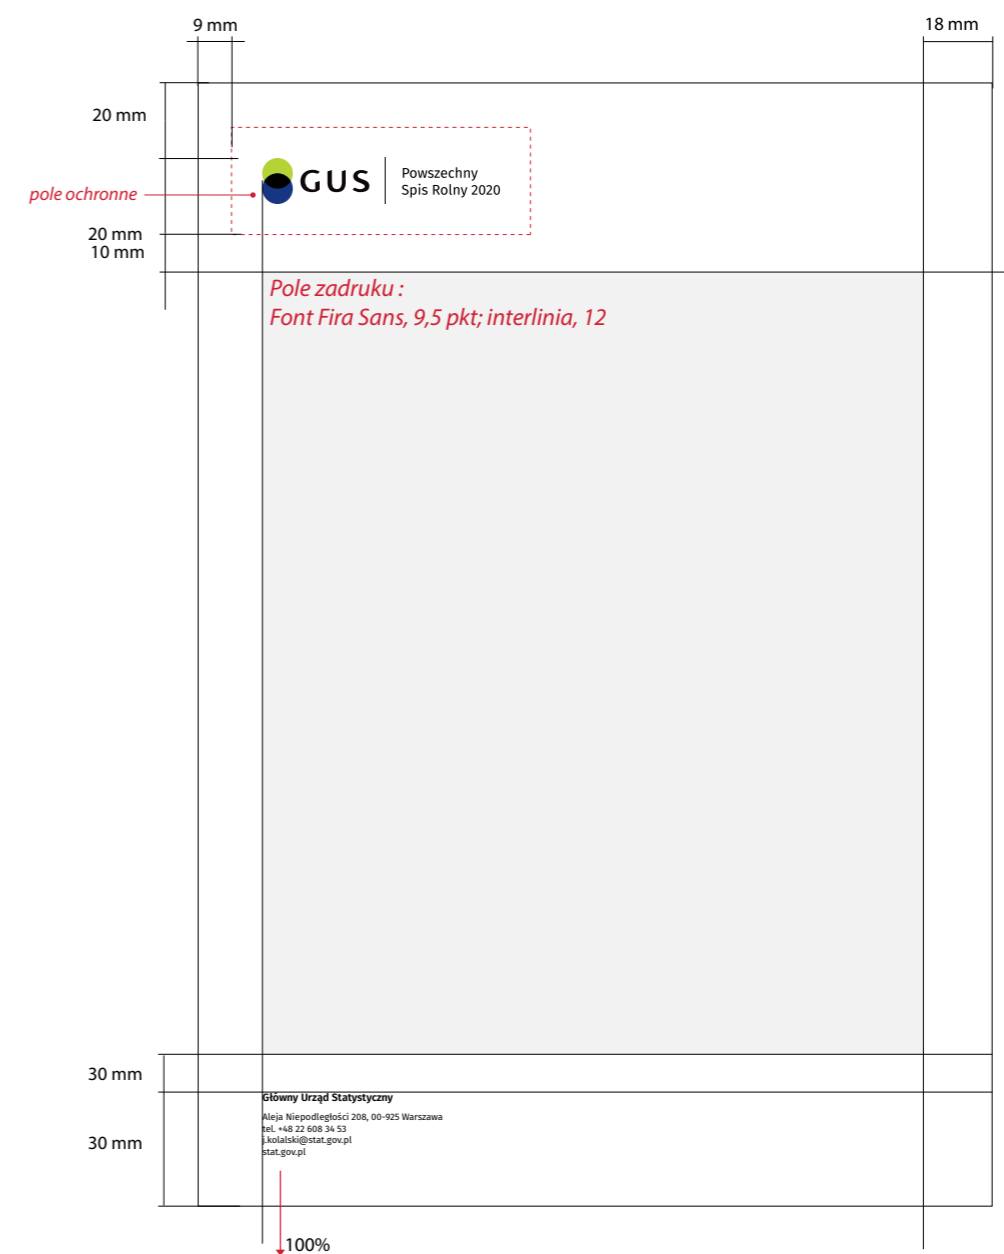 9 mm
18 mm
20 mm
GUS
Powszechny
Spis Rolny 2020
pole ochronne
20 mm
10 mm
Pole zadruku :
Font Fira Sans, 9,5 pkt; interlinia, 12
30 mm
Główny Urząd Statystyczny
Aleja Niepodległości 208, 00-925 Warszawa
tel. +48 22 608 34 53
j.kolalski@stat.gov.pl
stat.gov.pl
30 mm
100%